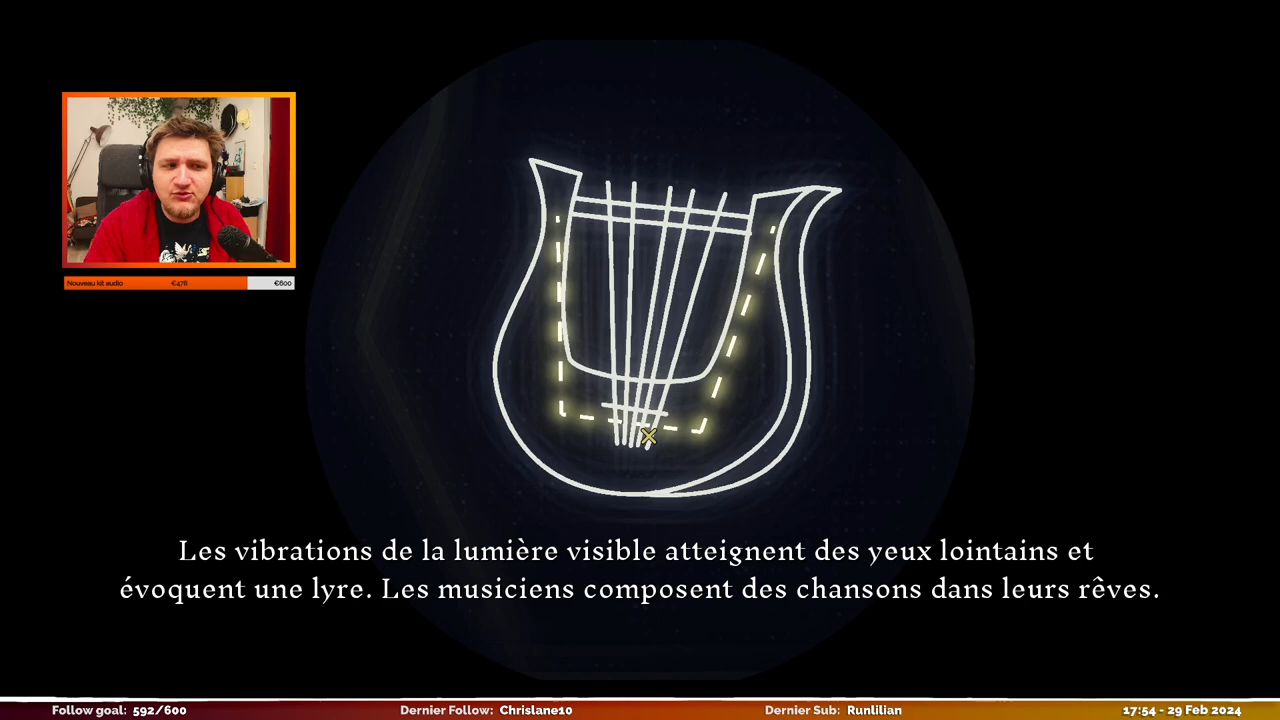 Nouveau kit audio €476 €600
Les vibrations de la lumière visible atteignent des yeux lointains et
évoquent une lyre. Les musiciens composent des chansons dans leurs rêves.
Follow goal: 592/600 Dernier Follow: Chrislane10 Dernier Sub: Runlilian 17:54 - 29 Feb 2024